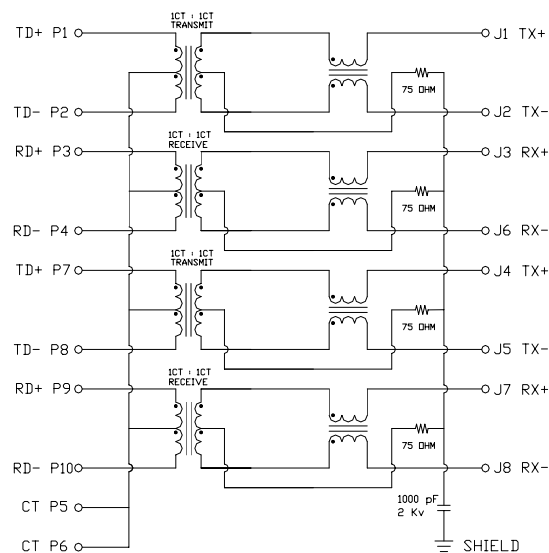 1CT : 1CT
TRANSMIT
TD+ P1
J1 TX+
75 OHM
TD- P2
J2 TX-
1CT : 1CT
RECEIVE
RD+ P3
J3 RX+
75 OHM
RD- P4
J6 RX-
1CT : 1CT
TRANSMIT
TD+ P7
J4 TX+
75 OHM
TD- P8
J5 TX-
1CT : 1CT
RECEIVE
RD+ P9
J7 RX+
75 OHM
RD- P10
J8 RX-
1000 pF
2 Kv
CT P5
CT P6
SHIELD